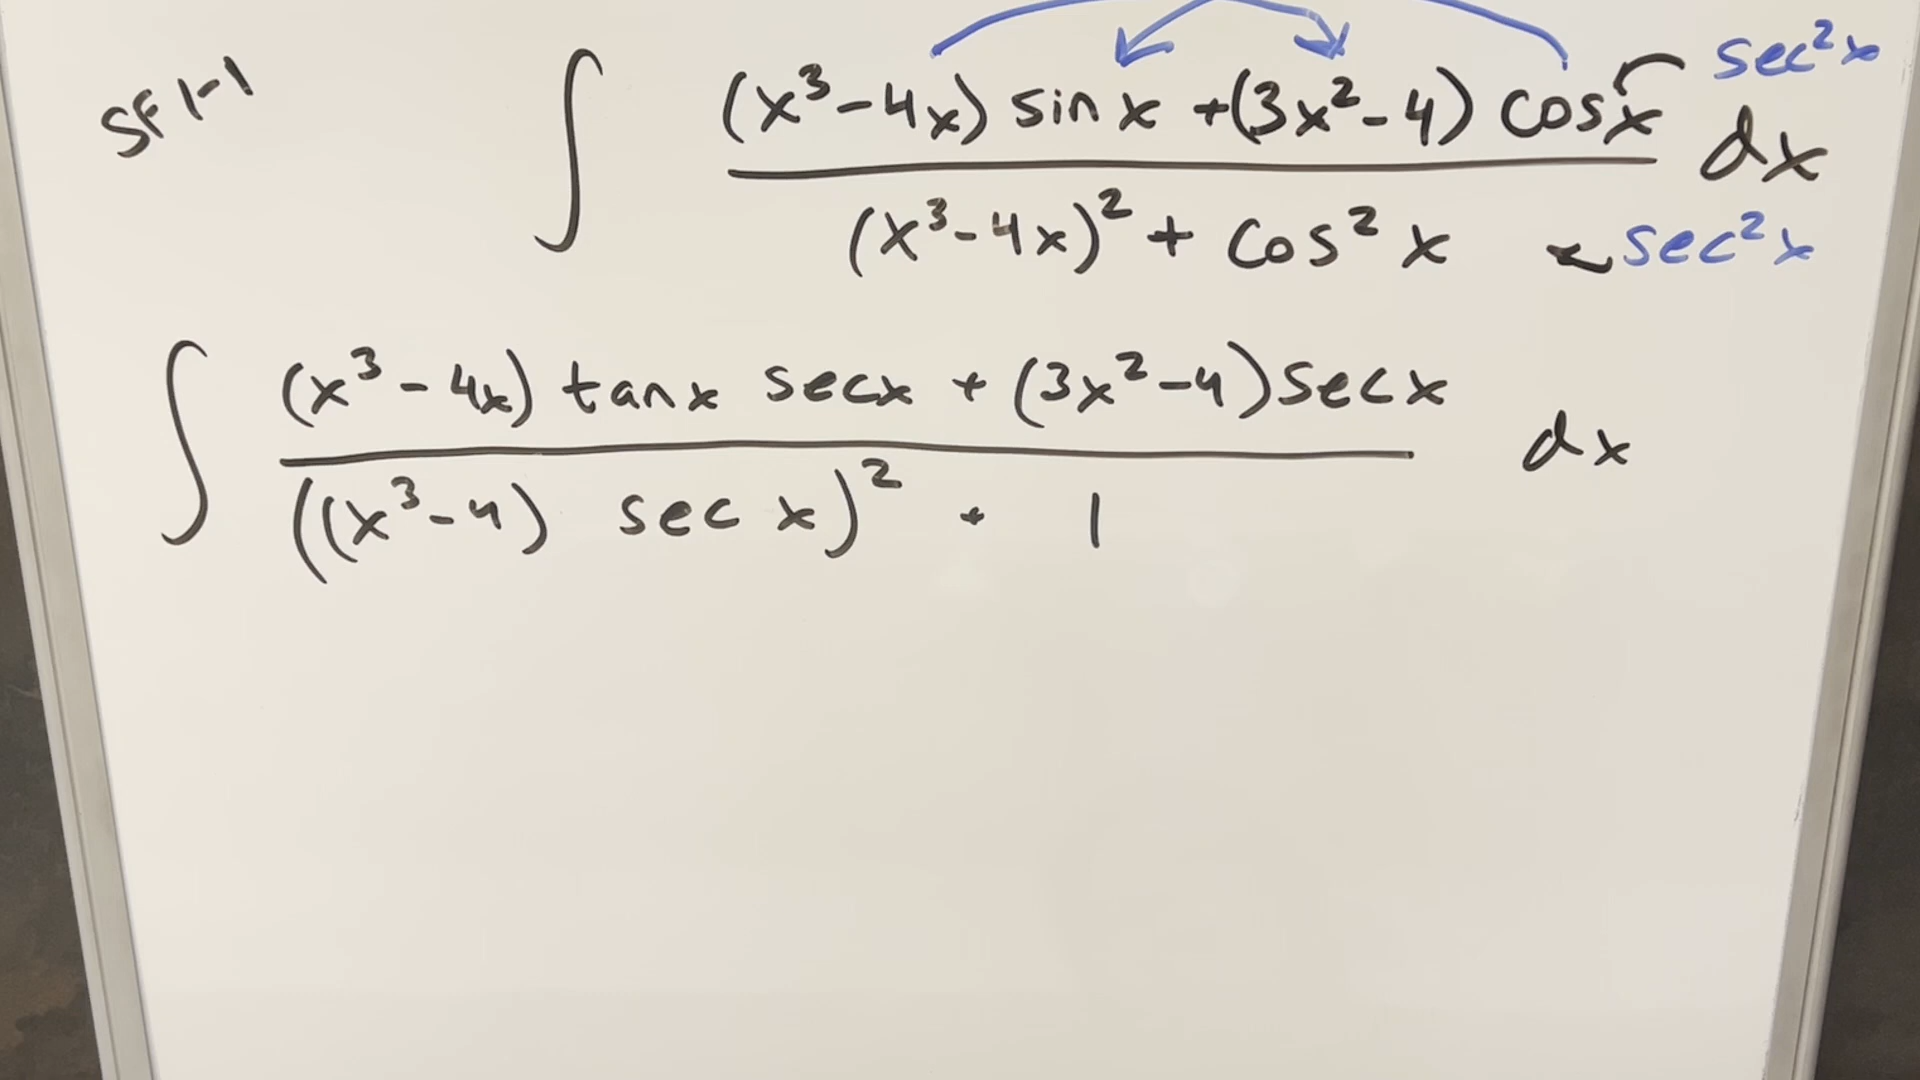 SF 1-1
∫ (x³-4x) sin x +(3x²-4) cos x / (x³-4x)² + cos² x dx
sec²x
sec²x
∫ (x³-4x) tan x sec x + (3x²-4) sec x / ((x³-4) sec x)² + 1 dx